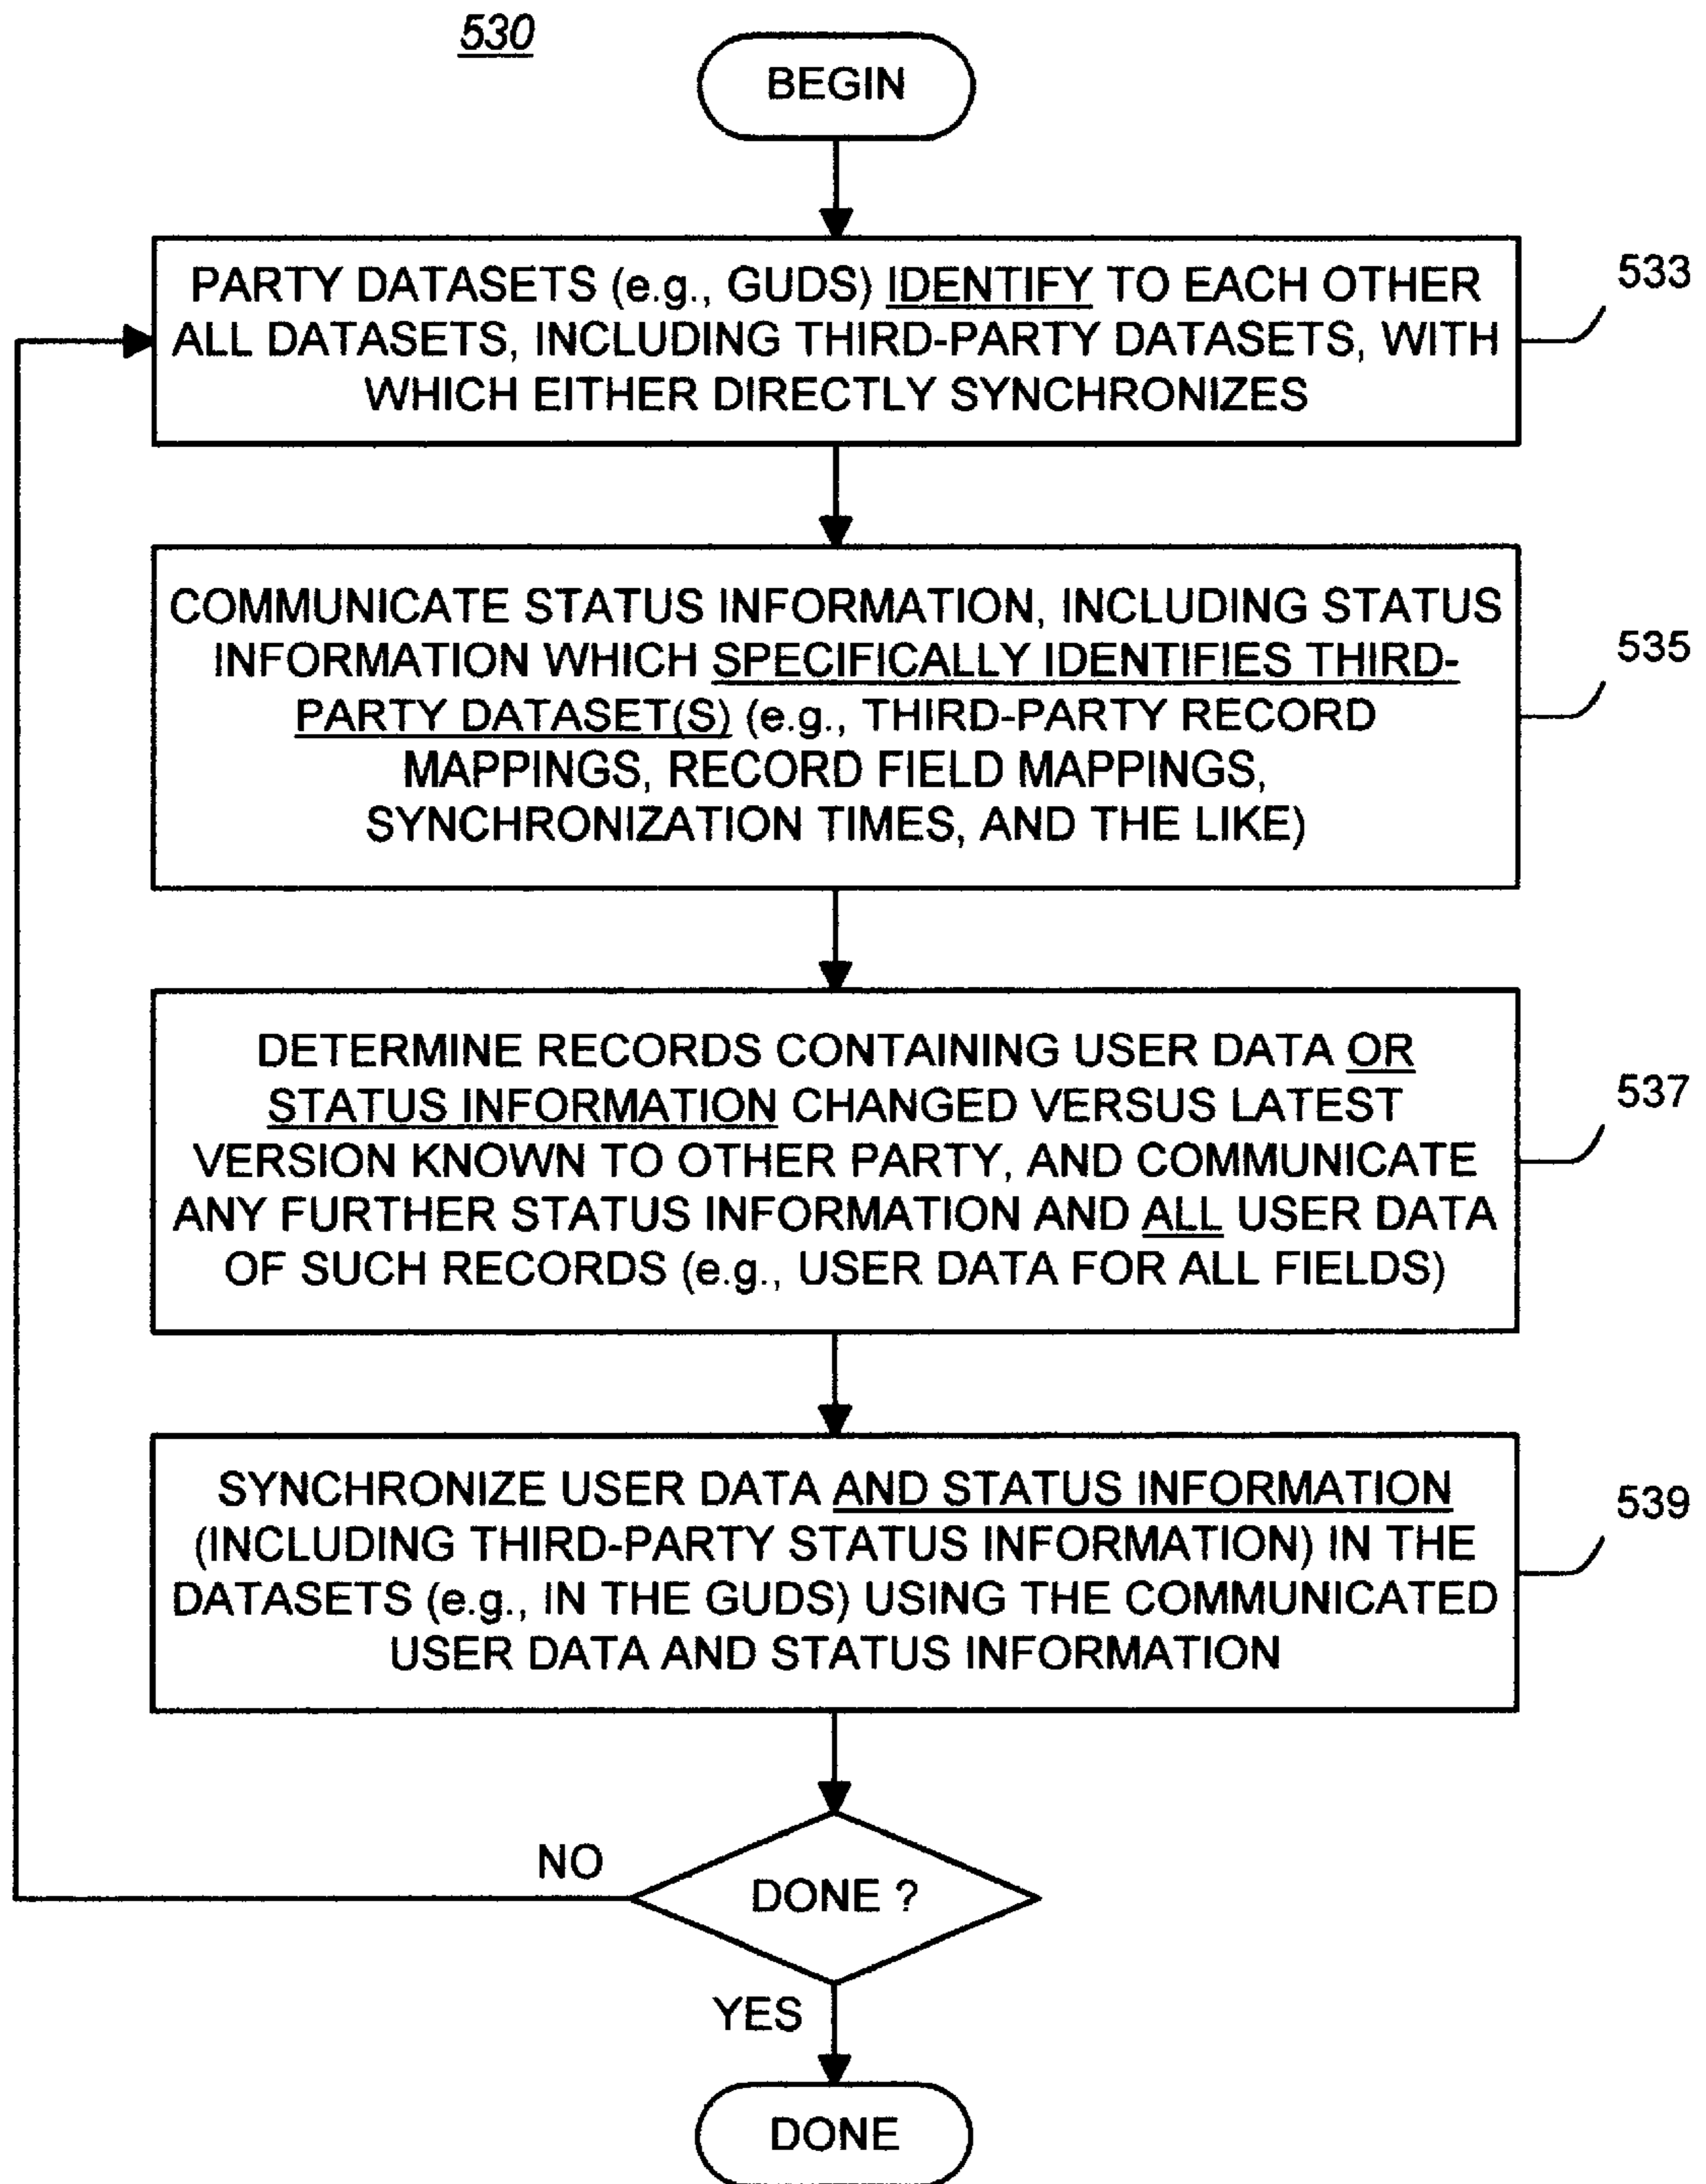 530
BEGIN
PARTY DATASETS (e.g., GUDS) IDENTIFY TO EACH OTHER
ALL DATASETS, INCLUDING THIRD-PARTY DATASETS, WITH
WHICH EITHER DIRECTLY SYNCHRONIZES
533
COMMUNICATE STATUS INFORMATION, INCLUDING STATUS
INFORMATION WHICH SPECIFICALLY IDENTIFIES THIRD-
PARTY DATASET(S) (e.g., THIRD-PARTY RECORD
MAPPINGS, RECORD FIELD MAPPINGS,
SYNCHRONIZATION TIMES, AND THE LIKE)
535
DETERMINE RECORDS CONTAINING USER DATA OR
STATUS INFORMATION CHANGED VERSUS LATEST
VERSION KNOWN TO OTHER PARTY, AND COMMUNICATE
ANY FURTHER STATUS INFORMATION AND ALL USER DATA
OF SUCH RECORDS (e.g., USER DATA FOR ALL FIELDS)
537
SYNCHRONIZE USER DATA AND STATUS INFORMATION
(INCLUDING THIRD-PARTY STATUS INFORMATION) IN THE
DATASETS (e.g., IN THE GUDS) USING THE COMMUNICATED
USER DATA AND STATUS INFORMATION
539
NO
DONE ?
YES
DONE